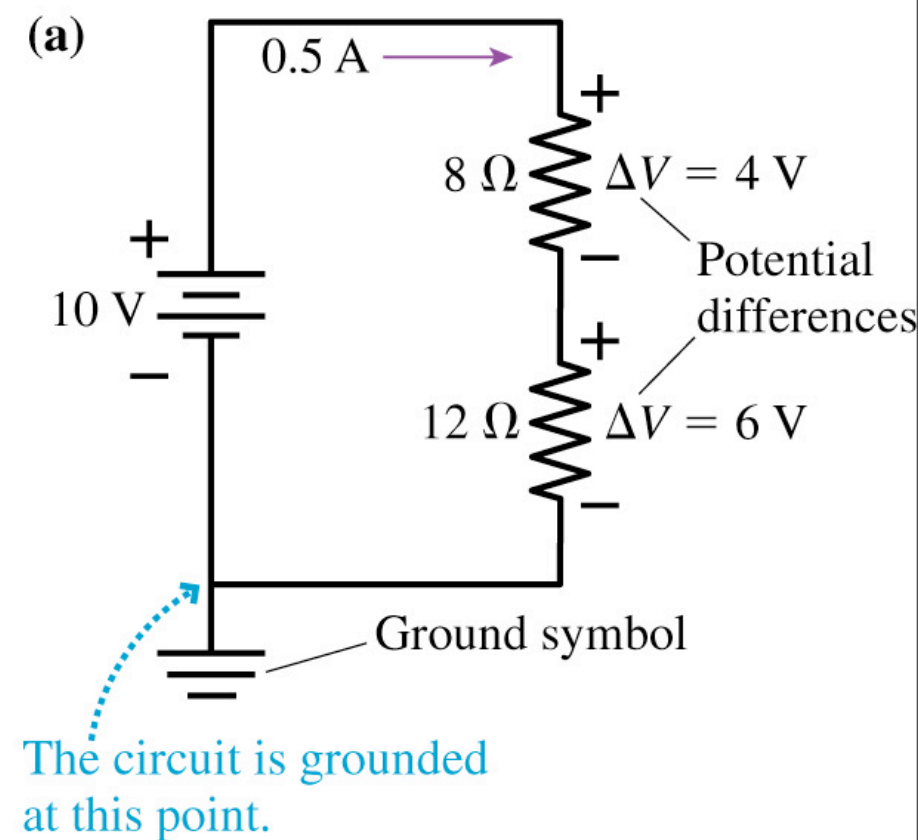 (a)
0.5 A
+
8 Ω
ΔV = 4 V
−
+
10 V
−
Potential
differences
+
12 Ω
ΔV = 6 V
−
Ground symbol
The circuit is grounded
at this point.